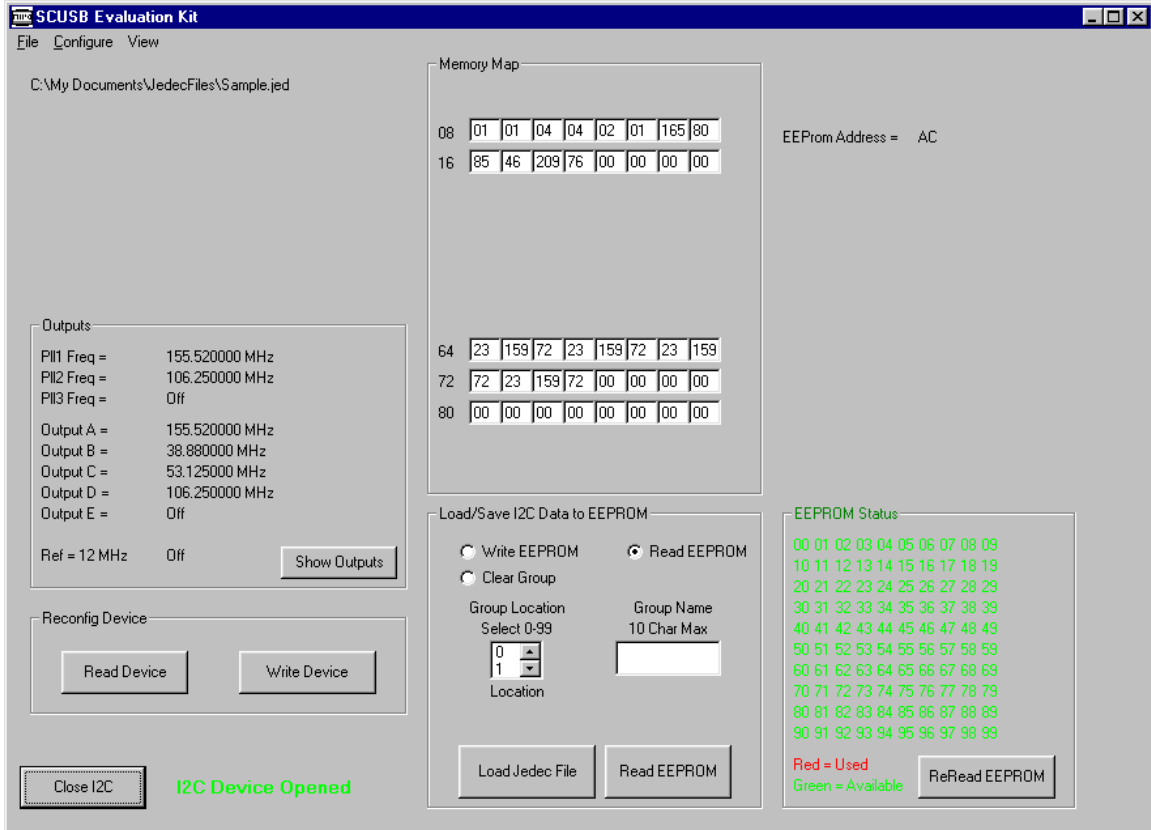 SCUSB Evaluation Kit
File Configure View
C:\My Documents\JedecFiles\Sample.jed
Memory Map
08 01 01 04 04 02 01 165 80
16 85 46 209 76 00 00 00 00
64 23 159 72 23 159 72 23 159
72 72 23 159 72 00 00 00 00
80 00 00 00 00 00 00 00 00
EEProm Address = AC
Outputs
Pll1 Freq = 155.520000 MHz
Pll2 Freq = 106.250000 MHz
Pll3 Freq = Off
Output A = 155.520000 MHz
Output B = 38.880000 MHz
Output C = 53.125000 MHz
Output D = 106.250000 MHz
Output E = Off
Ref = 12 MHz Off
Show Outputs
Reconfig Device
Read Device Write Device
Close I2C I2C Device Opened
Load/Save I2C Data to EEPROM
Write EEPROM Read EEPROM
Clear Group
Group Location Group Name
Select 0-99 10 Char Max
0
1
Location
Load Jedec File Read EEPROM
EEPROM Status
00 01 02 03 04 05 06 07 08 09
10 11 12 13 14 15 16 17 18 19
20 21 22 23 24 25 26 27 28 29
30 31 32 33 34 35 36 37 38 39
40 41 42 43 44 45 46 47 48 49
50 51 52 53 54 55 56 57 58 59
60 61 62 63 64 65 66 67 68 69
70 71 72 73 74 75 76 77 78 79
80 81 82 83 84 85 86 87 88 89
90 91 92 93 94 95 96 97 98 99
Red = Used
Green = Available
ReRead EEPROM